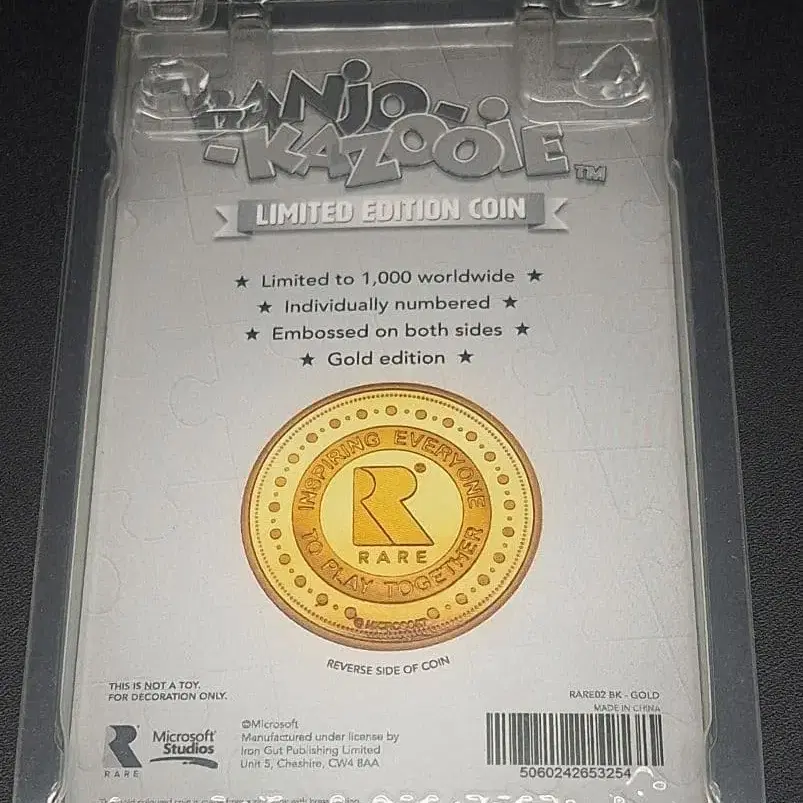 BANJO-
-KAZOOiE™
LIMITED EDITION COIN
★ Limited to 1,000 worldwide ★
★ Individually numbered ★
★ Embossed on both sides ★
★ Gold edition ★
INSPIRING EVERYONE
TO PLAY TOGETHER
R®
RARE
© MICROSOFT
REVERSE SIDE OF COIN
THIS IS NOT A TOY.
FOR DECORATION ONLY.
RARE02 BK - GOLD
MADE IN CHINA
R
RARE
Microsoft
Studios
©Microsoft
Manufactured under license by
Iron Gut Publishing Limited
Unit 5, Cheshire, CW4 8AA
5060242653254